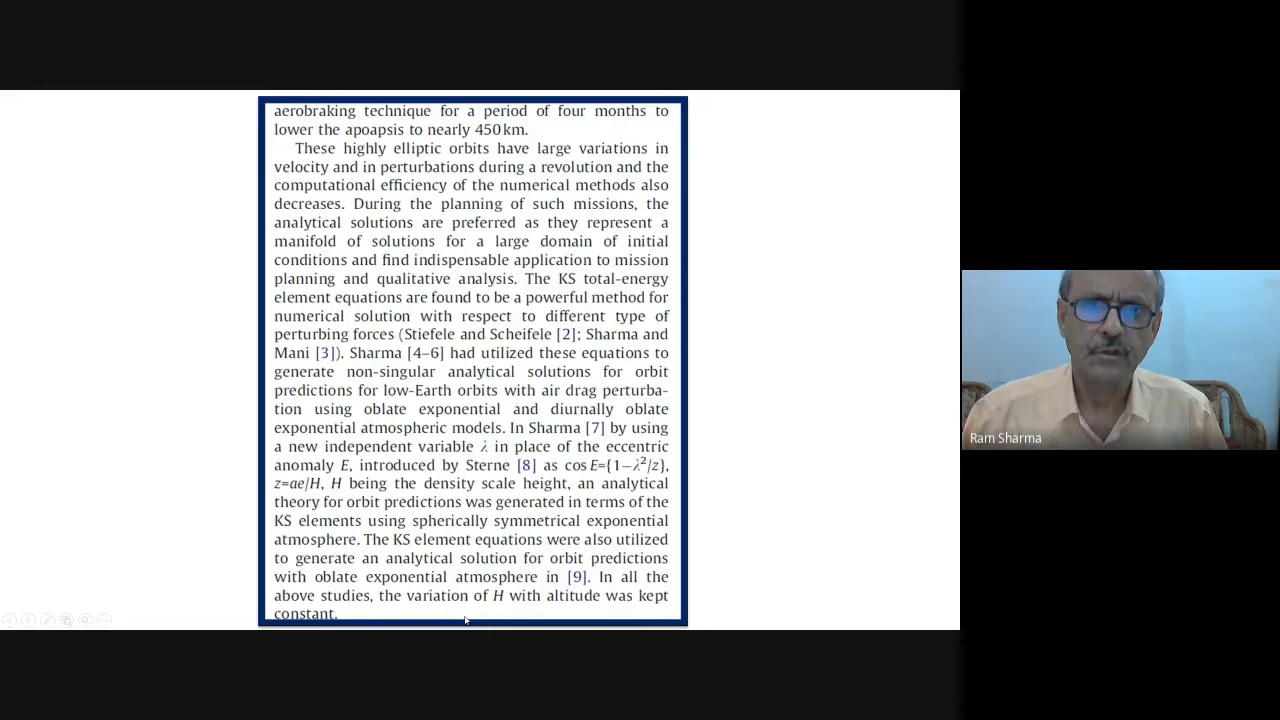 aerobraking technique for a period of four months to
lower the apoapsis to nearly 450 km.
These highly elliptic orbits have large variations in
velocity and in perturbations during a revolution and the
computational efficiency of the numerical methods also
decreases. During the planning of such missions, the
analytical solutions are preferred as they represent a
manifold of solutions for a large domain of initial
conditions and find indispensable application to mission
planning and qualitative analysis. The KS total-energy
element equations are found to be a powerful method for
numerical solution with respect to different type of
perturbing forces (Stiefele and Scheifele [2]; Sharma and
Mani [3]). Sharma [4–6] had utilized these equations to
generate non-singular analytical solutions for orbit
predictions for low-Earth orbits with air drag perturba-
tion using oblate exponential and diurnally oblate
exponential atmospheric models. In Sharma [7] by using
a new independent variable λ in place of the eccentric
anomaly E, introduced by Sterne [8] as cos E={1−λ²/z},
z=ae/H, H being the density scale height, an analytical
theory for orbit predictions was generated in terms of the
KS elements using spherically symmetrical exponential
atmosphere. The KS element equations were also utilized
to generate an analytical solution for orbit predictions
with oblate exponential atmosphere in [9]. In all the
above studies, the variation of H with altitude was kept
constant.
Ram Sharma